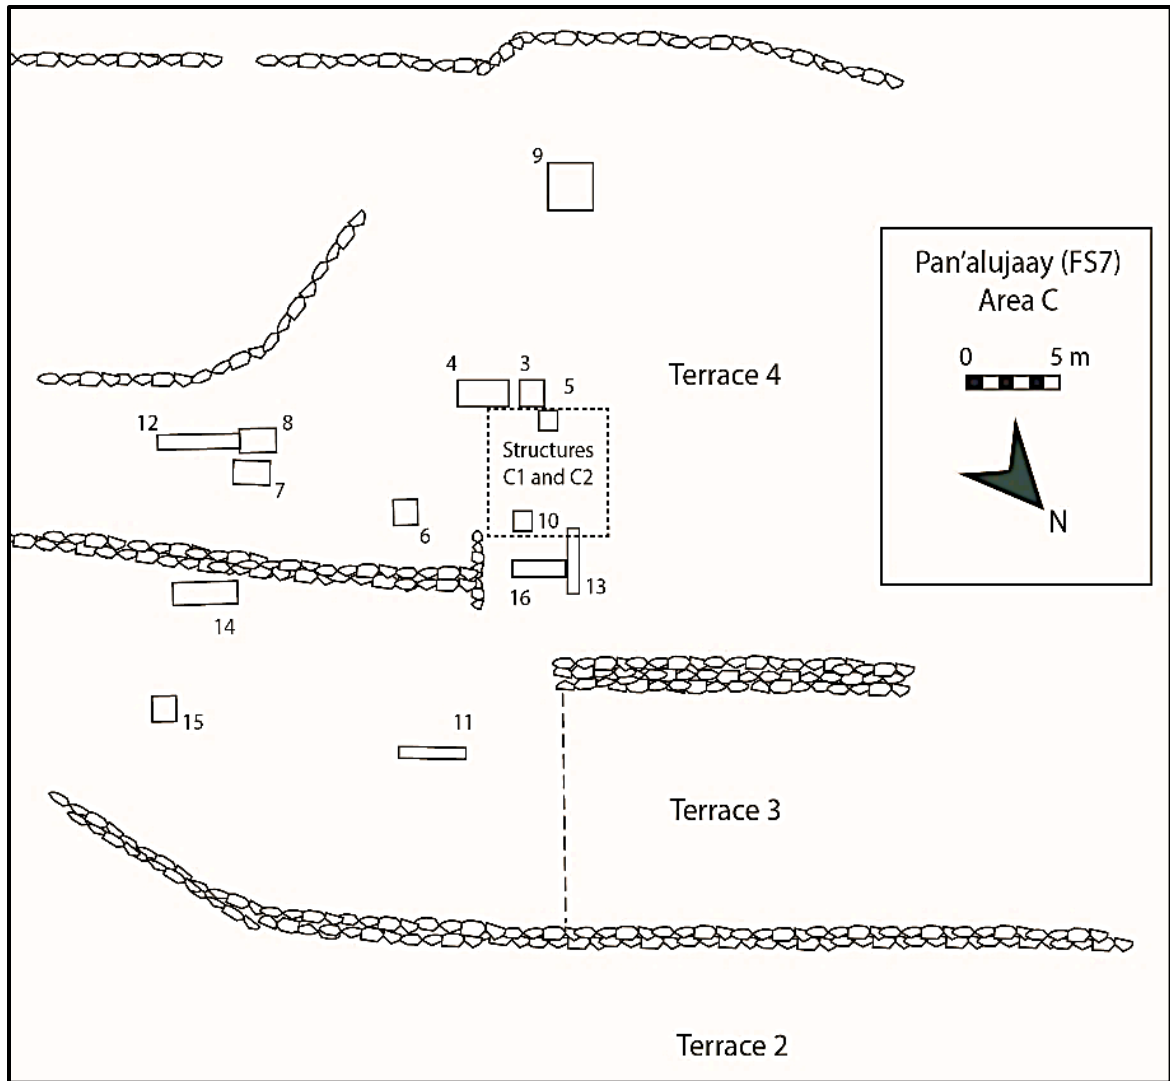 9
Pan'alujaay (FS7)
Area C
0 5 m
N
4 3 5
Terrace 4
12 8
7
Structures
C1 and C2
6
10
16 13
14
15
11
Terrace 3
Terrace 2